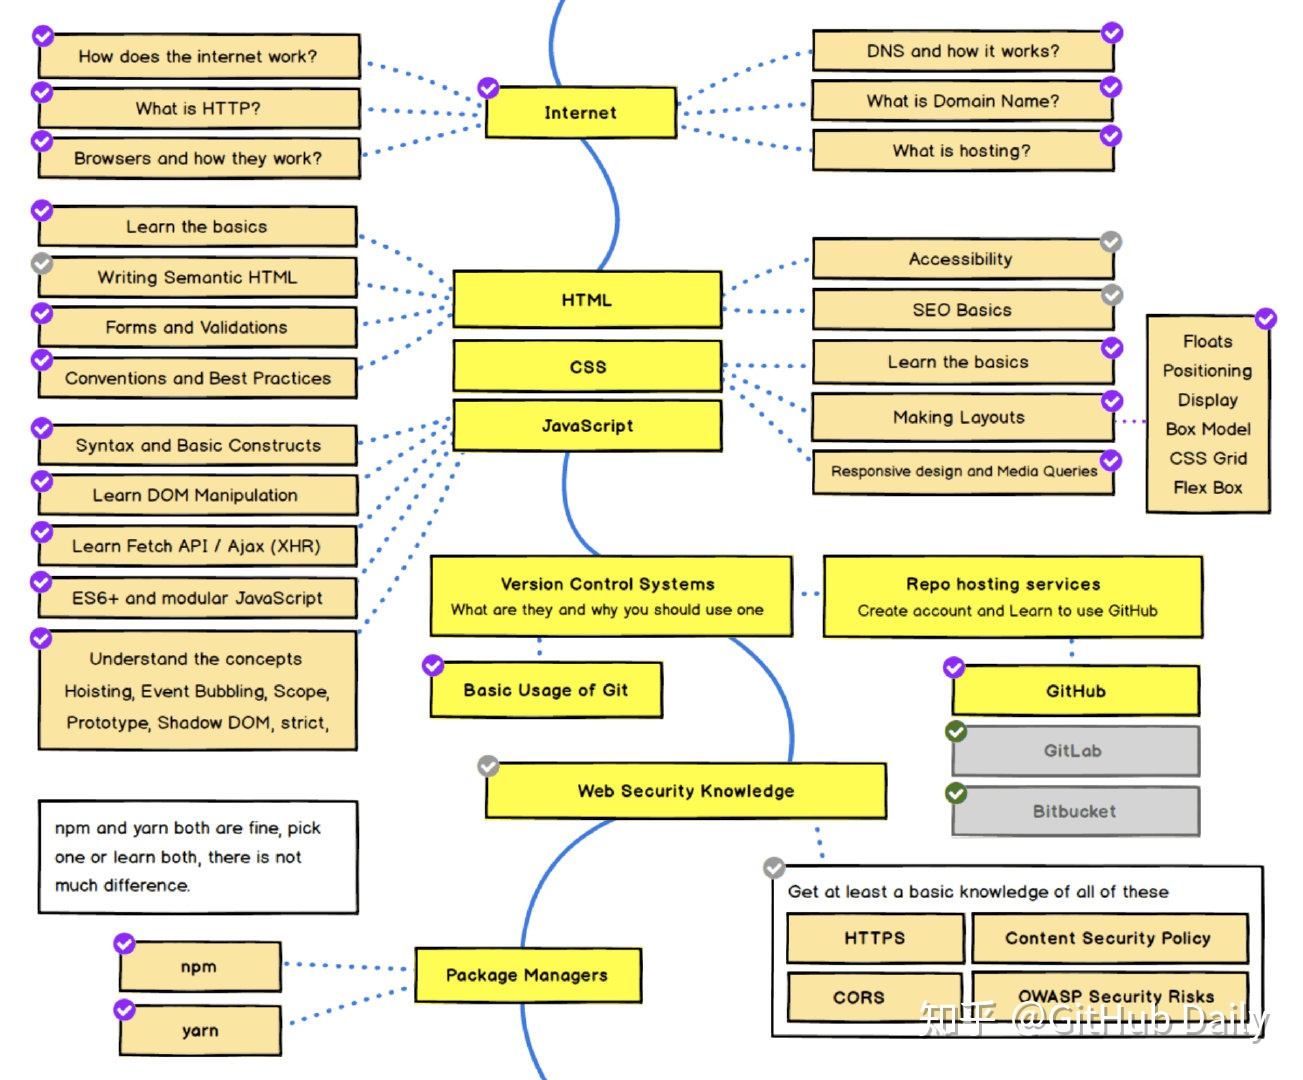 How does the internet work?
What is HTTP?
Browsers and how they work?
Internet
DNS and how it works?
What is Domain Name?
What is hosting?
Learn the basics
Writing Semantic HTML
Forms and Validations
Conventions and Best Practices
HTML
CSS
JavaScript
Accessibility
SEO Basics
Learn the basics
Making Layouts
Responsive design and Media Queries
Floats
Positioning
Display
Box Model
CSS Grid
Flex Box
Syntax and Basic Constructs
Learn DOM Manipulation
Learn Fetch API / Ajax (XHR)
ES6+ and modular JavaScript
Understand the concepts
Hoisting, Event Bubbling, Scope,
Prototype, Shadow DOM, strict,
Version Control Systems
What are they and why you should use one
Repo hosting services
Create account and Learn to use GitHub
Basic Usage of Git
GitHub
GitLab
Bitbucket
Web Security Knowledge
npm and yarn both are fine, pick
one or learn both, there is not
much difference.
Get at least a basic knowledge of all of these
HTTPS
Content Security Policy
CORS
OWASP Security Risks
npm
yarn
Package Managers
知乎 @GitHub Daily